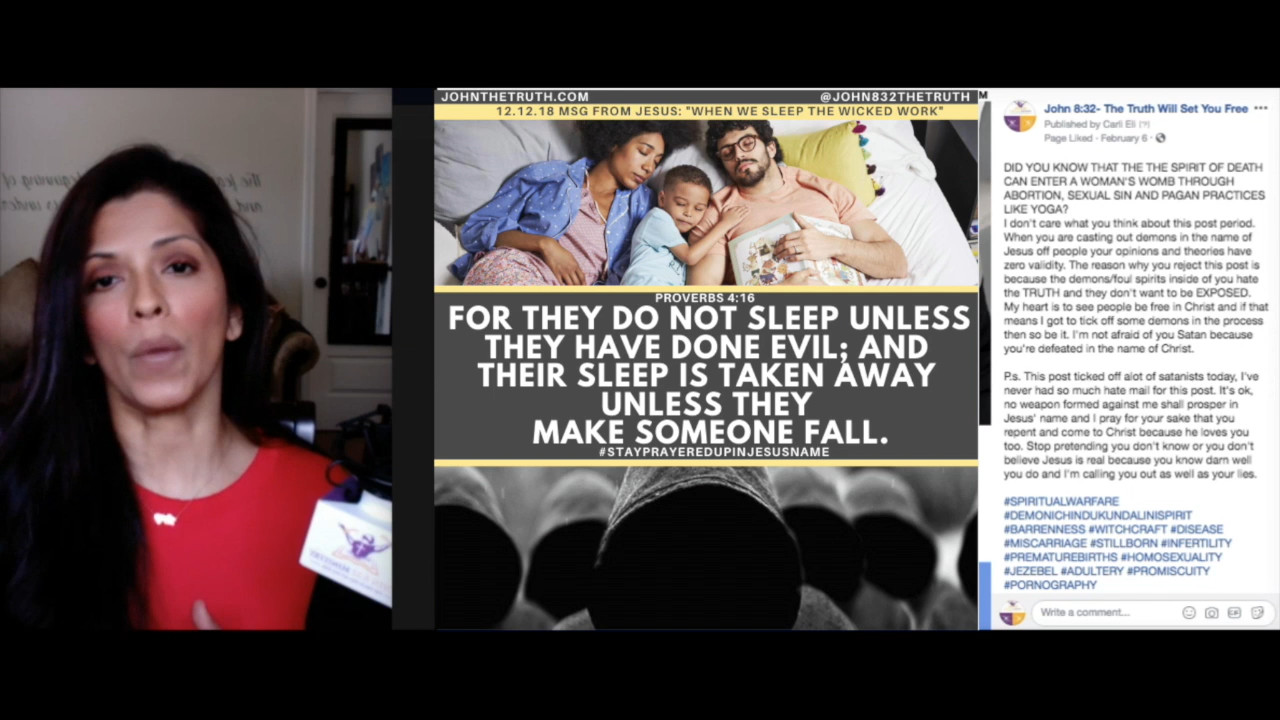 JOHNTHETRUTH.COM
@JOHN832THETRUTH
12.12.18 MSG FROM JESUS: "WHEN WE SLEEP THE WICKED WORK"
PROVERBS 4:16
FOR THEY DO NOT SLEEP UNLESS
THEY HAVE DONE EVIL; AND
THEIR SLEEP IS TAKEN AWAY
UNLESS THEY
MAKE SOMEONE FALL.
#STAYPRAYEREDUPINJESUSNAME
M
John 8:32- The Truth Will Set You Free
Published by Carli Eli [?]
Page Liked · February 6 ·
DID YOU KNOW THAT THE THE SPIRIT OF DEATH
CAN ENTER A WOMAN'S WOMB THROUGH
ABORTION, SEXUAL SIN AND PAGAN PRACTICES
LIKE YOGA?
I don't care what you think about this post period.
When you are casting out demons in the name of
Jesus off people your opinions and theories have
zero validity. The reason why you reject this post is
because the demons/foul spirits inside of you hate
the TRUTH and they don't want to be EXPOSED.
My heart is to see people be free in Christ and if that
means I got to tick off some demons in the process
then so be it. I'm not afraid of you Satan because
you're defeated in the name of Christ.
P.s. This post ticked off alot of satanists today, I've
never had so much hate mail for this post. It's ok,
no weapon formed against me shall prosper in
Jesus' name and I pray for your sake that you
repent and come to Christ because he loves you
too. Stop pretending you don't know or you don't
believe Jesus is real because you know darn well
you do and I'm calling you out as well as your lies.
#SPIRITUALWARFARE
#DEMONICHINDUKUNDALINISPIRIT
#BARRENNESS #WITCHCRAFT #DISEASE
#MISCARRIAGE #STILLBORN #INFERTILITY
#PREMATUREBIRTHS #HOMOSEXUALITY
#JEZEBEL #ADULTERY #PROMISCUITY
#PORNOGRAPHY
Write a comment...
GIF